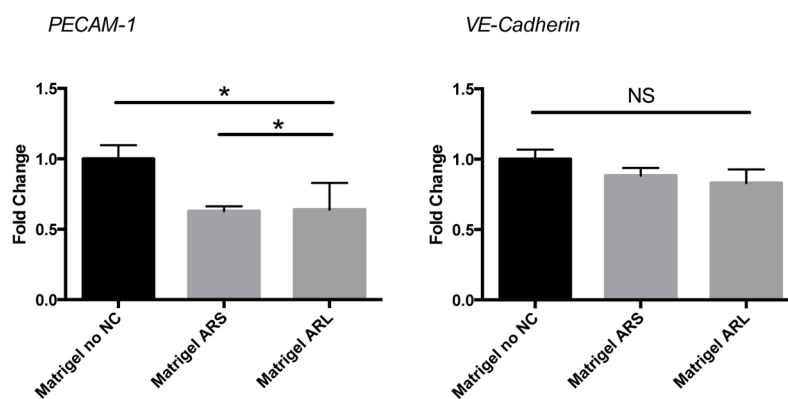 PECAM-1
VE-Cadherin
1.5
1.0
0.5
0.0
Fold Change
*
*
Matrigel no NC
Matrigel ARS
Matrigel ARL
1.5
1.0
0.5
0.0
Fold Change
NS
Matrigel no NC
Matrigel ARS
Matrigel ARL